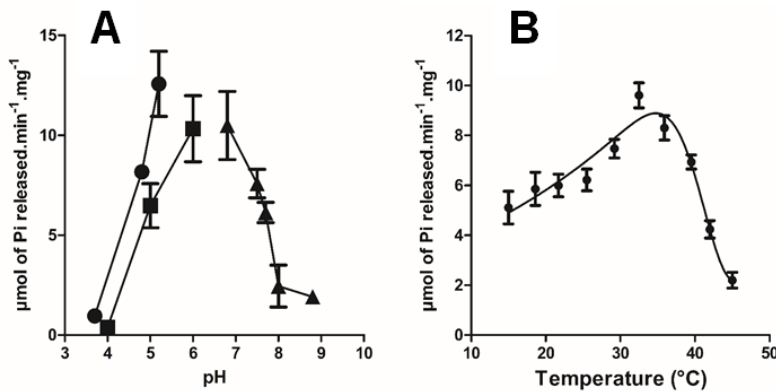 A
μmol of Pi released.min⁻¹.mg⁻¹
15
10
5
0
3 4 5 6 7 8 9 10
pH
B
μmol of Pi released.min⁻¹.mg⁻¹
12
10
8
6
4
2
0
10 20 30 40 50
Temperature (°C)